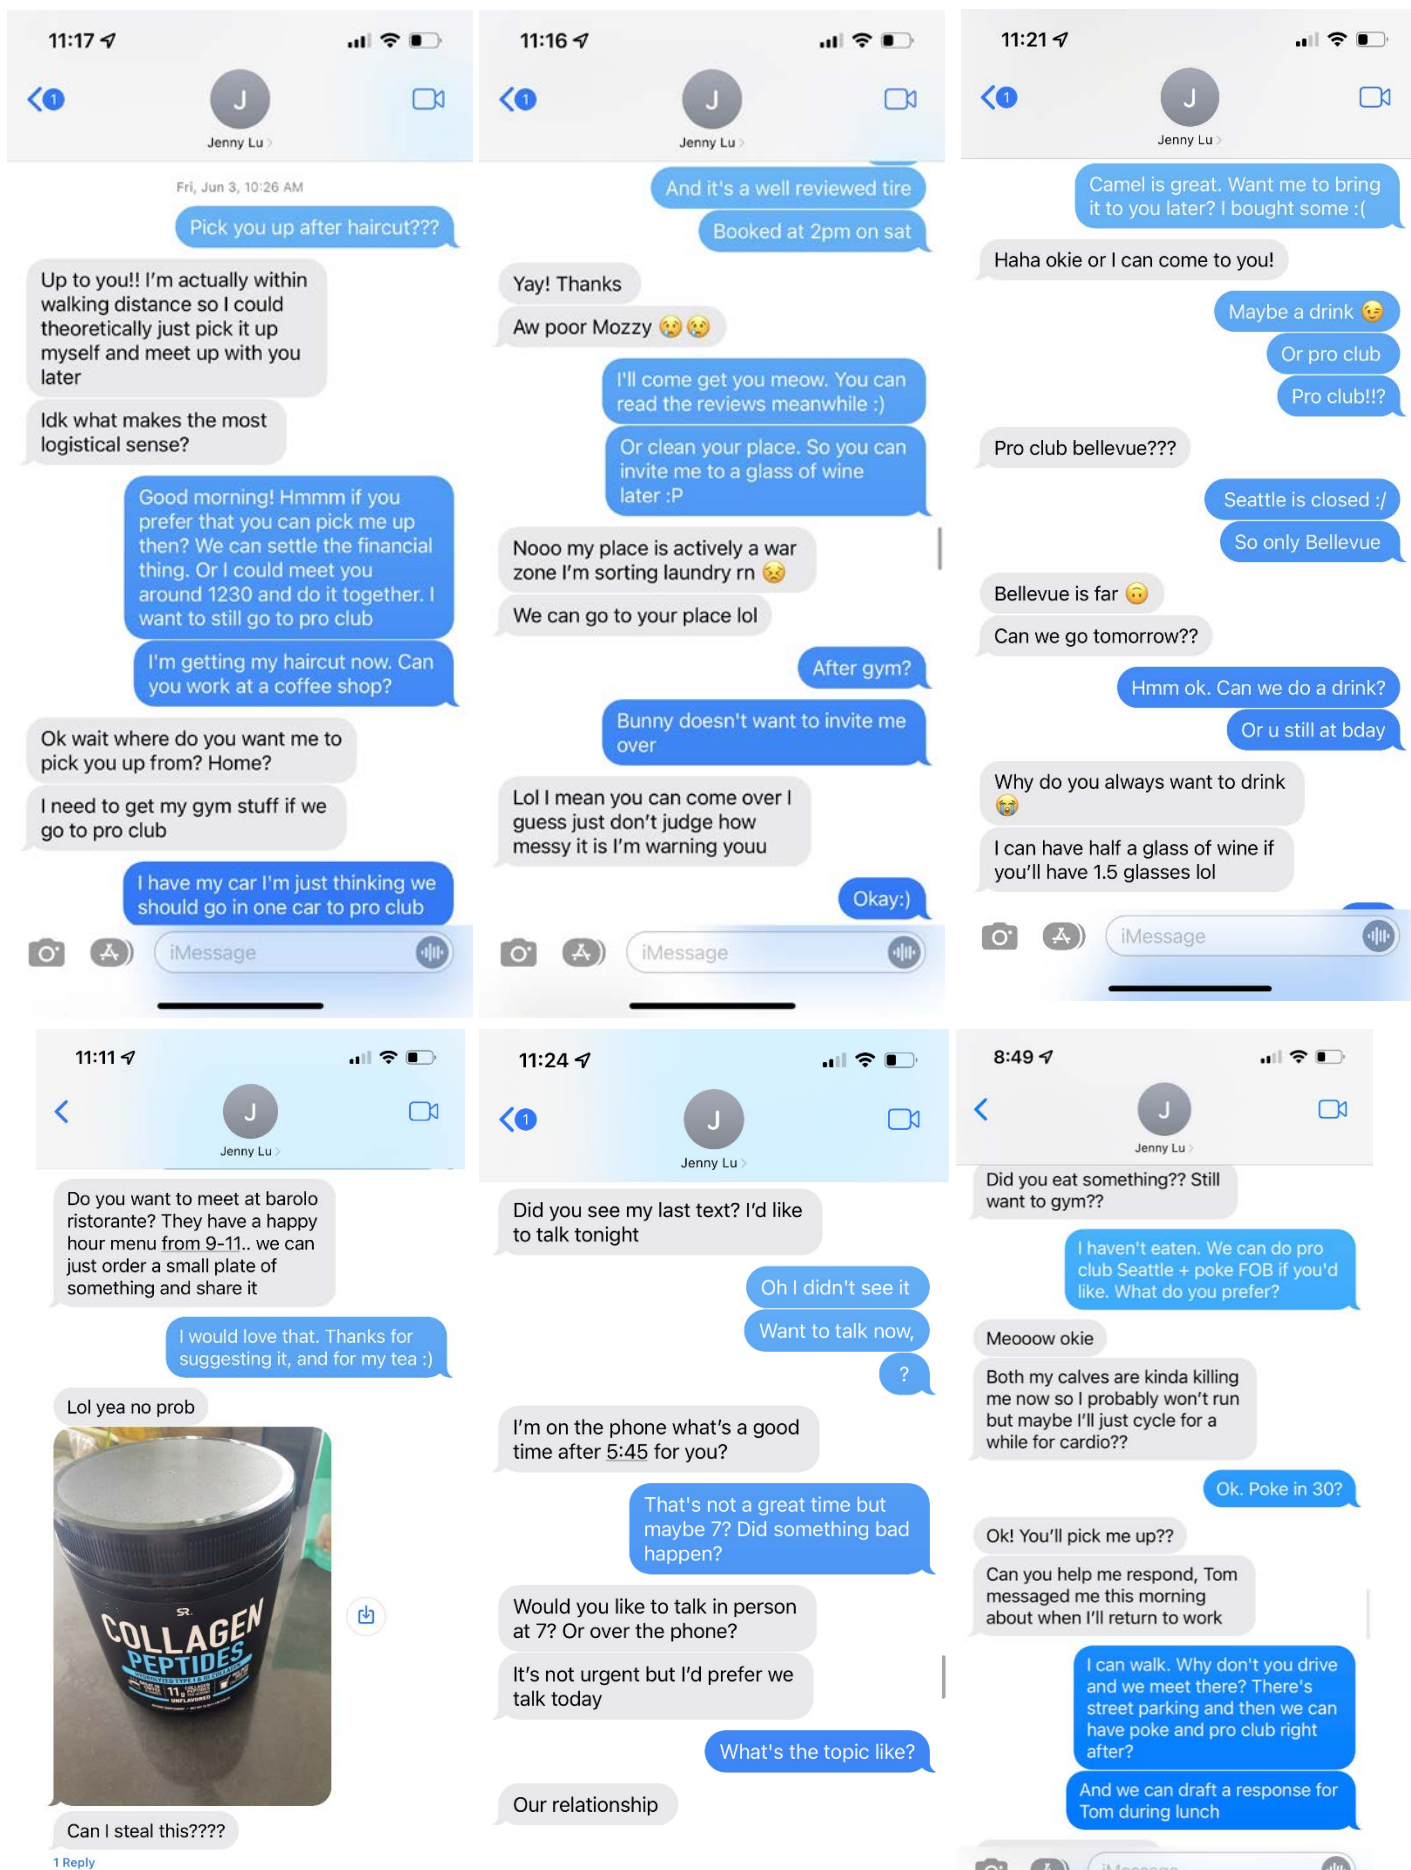 11:17
1
J
Jenny Lu
Fri, Jun 3, 10:26 AM
Pick you up after haircut???
Up to you!! I'm actually within
walking distance so I could
theoretically just pick it up
myself and meet up with you
later
Idk what makes the most
logistical sense?
Good morning! Hmmm if you
prefer that you can pick me up
then? We can settle the financial
thing. Or I could meet you
around 1230 and do it together. I
want to still go to pro club
I'm getting my haircut now. Can
you work at a coffee shop?
Ok wait where do you want me to
pick you up from? Home?
I need to get my gym stuff if we
go to pro club
I have my car I'm just thinking we
should go in one car to pro club
iMessage
11:16
1
J
Jenny Lu
And it's a well reviewed tire
Booked at 2pm on sat
Yay! Thanks
Aw poor Mozzy 😢😢
I'll come get you meow. You can
read the reviews meanwhile :)
Or clean your place. So you can
invite me to a glass of wine
later :P
Nooo my place is actively a war
zone I'm sorting laundry rn 😣
We can go to your place lol
After gym?
Bunny doesn't want to invite me
over
Lol I mean you can come over I
guess just don't judge how
messy it is I'm warning youu
Okay:)
iMessage
11:21
1
J
Jenny Lu
Camel is great. Want me to bring
it to you later? I bought some :(
Haha okie or I can come to you!
Maybe a drink 😉
Or pro club
Pro club!!?
Pro club bellevue???
Seattle is closed :/
So only Bellevue
Bellevue is far 🙃
Can we go tomorrow??
Hmm ok. Can we do a drink?
Or u still at bday
Why do you always want to drink
😭
I can have half a glass of wine if
you'll have 1.5 glasses lol
iMessage
11:11
J
Jenny Lu
Do you want to meet at barolo
ristorante? They have a happy
hour menu from 9-11.. we can
just order a small plate of
something and share it
I would love that. Thanks for
suggesting it, and for my tea :)
Lol yea no prob
SR.
COLLAGEN
PEPTIDES
11g
UNFLAVORED
Can I steal this????
1 Reply
11:24
1
J
Jenny Lu
Did you see my last text? I'd like
to talk tonight
Oh I didn't see it
Want to talk now,
?
I'm on the phone what's a good
time after 5:45 for you?
That's not a great time but
maybe 7? Did something bad
happen?
Would you like to talk in person
at 7? Or over the phone?
It's not urgent but I'd prefer we
talk today
What's the topic like?
Our relationship
8:49
J
Jenny Lu
Did you eat something?? Still
want to gym??
I haven't eaten. We can do pro
club Seattle + poke FOB if you'd
like. What do you prefer?
Meooow okie
Both my calves are kinda killing
me now so I probably won't run
but maybe I'll just cycle for a
while for cardio??
Ok. Poke in 30?
Ok! You'll pick me up??
Can you help me respond, Tom
messaged me this morning
about when I'll return to work
I can walk. Why don't you drive
and we meet there? There's
street parking and then we can
have poke and pro club right
after?
And we can draft a response for
Tom during lunch
iMessage